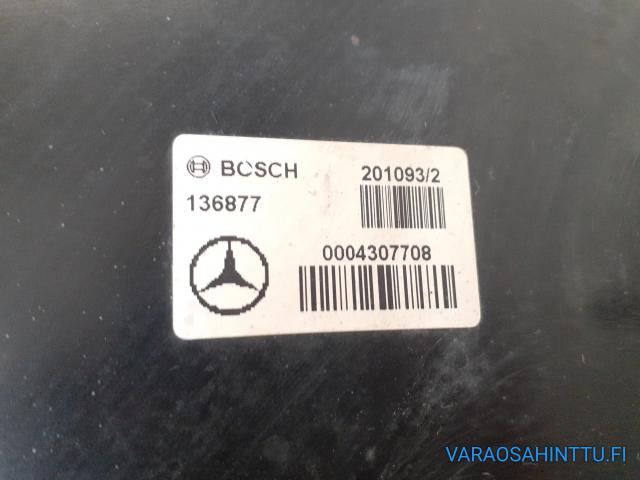 BOSCH
201093/2
136877
0004307708
VARAOSAHINTTU.FI